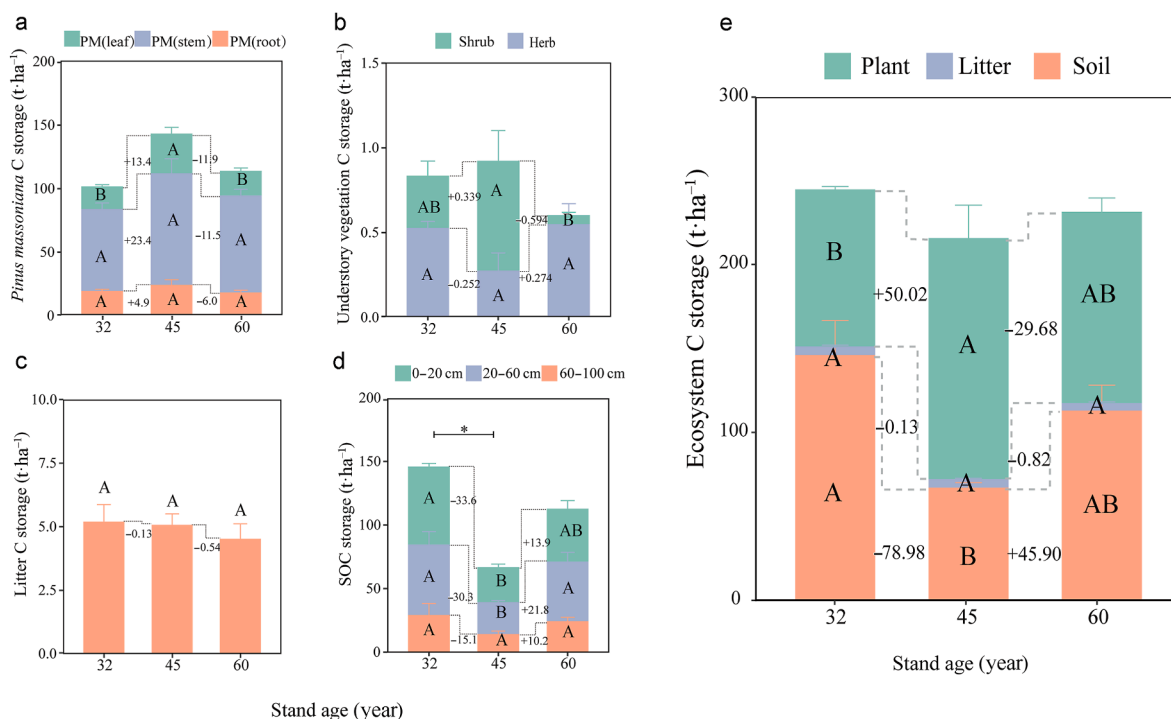 a
PM(leaf) PM(stem) PM(root)
Pinus massoniana C storage (t·ha⁻¹)
200
150
100
50
0
B A B
+13.4 −11.9
A A A
+23.4 −11.5
A A A
+4.9 −6.0
32 45 60
b
Shrub Herb
Understory vegetation C storage (t·ha⁻¹)
1.5
1.0
0.5
0.0
AB A B
+0.339 −0.594
A A A
−0.252 +0.274
32 45 60
c
Litter C storage (t·ha⁻¹)
10.0
7.5
5.0
2.5
0.0
A A A
−0.13 −0.54
32 45 60
d
0−20 cm 20−60 cm 60−100 cm
SOC storage (t·ha⁻¹)
200
150
100
50
0
*
A B AB
−33.6 +13.9
A B A
−30.3 +21.8
A A A
−15.1 +10.2
32 45 60
Stand age (year)
e
Plant Litter Soil
Ecosystem C storage (t·ha⁻¹)
300
200
100
0
B A AB
+50.02 −29.68
A A A
−0.13 −0.82
A B AB
−78.98 +45.90
32 45 60
Stand age (year)